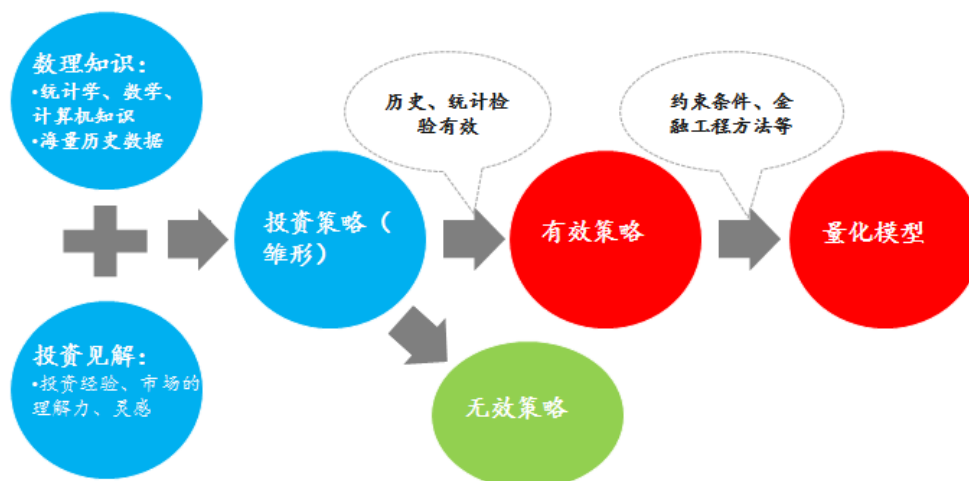 数理知识：
•统计学、数学、
计算机知识
•海量历史数据
投资见解：
•投资经验、市场的
理解力、灵感
投资策略（
雏形）
历史、统计检
验有效
有效策略
无效策略
约束条件、金
融工程方法等
量化模型